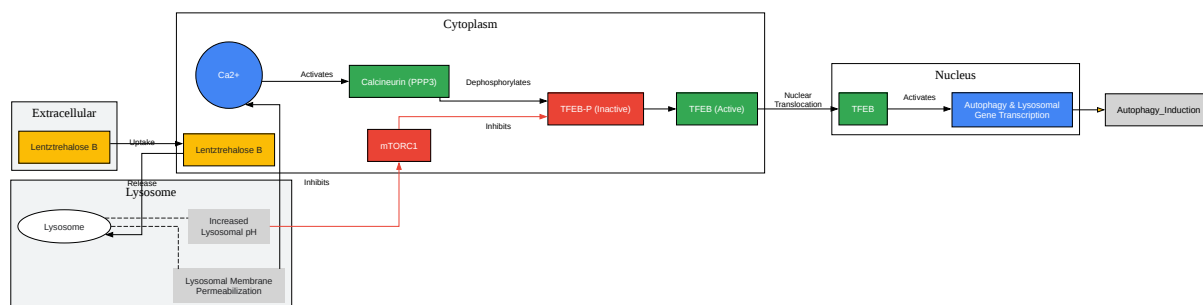 Cytoplasm
Ca2+
Activates
Calcineurin (PPP3)
Dephosphorylates
TFEB-P (Inactive)
TFEB (Active)
Nuclear
Translocation
Nucleus
TFEB
Activates
Autophagy & Lysosomal
Gene Transcription
Autophagy_Induction
Extracellular
Lentztrehalose B
Uptake
Lentztrehalose B
mTORC1
Inhibits
Release
Inhibits
Lysosome
Lysosome
Increased
Lysosomal pH
Lysosomal Membrane
Permeabilization